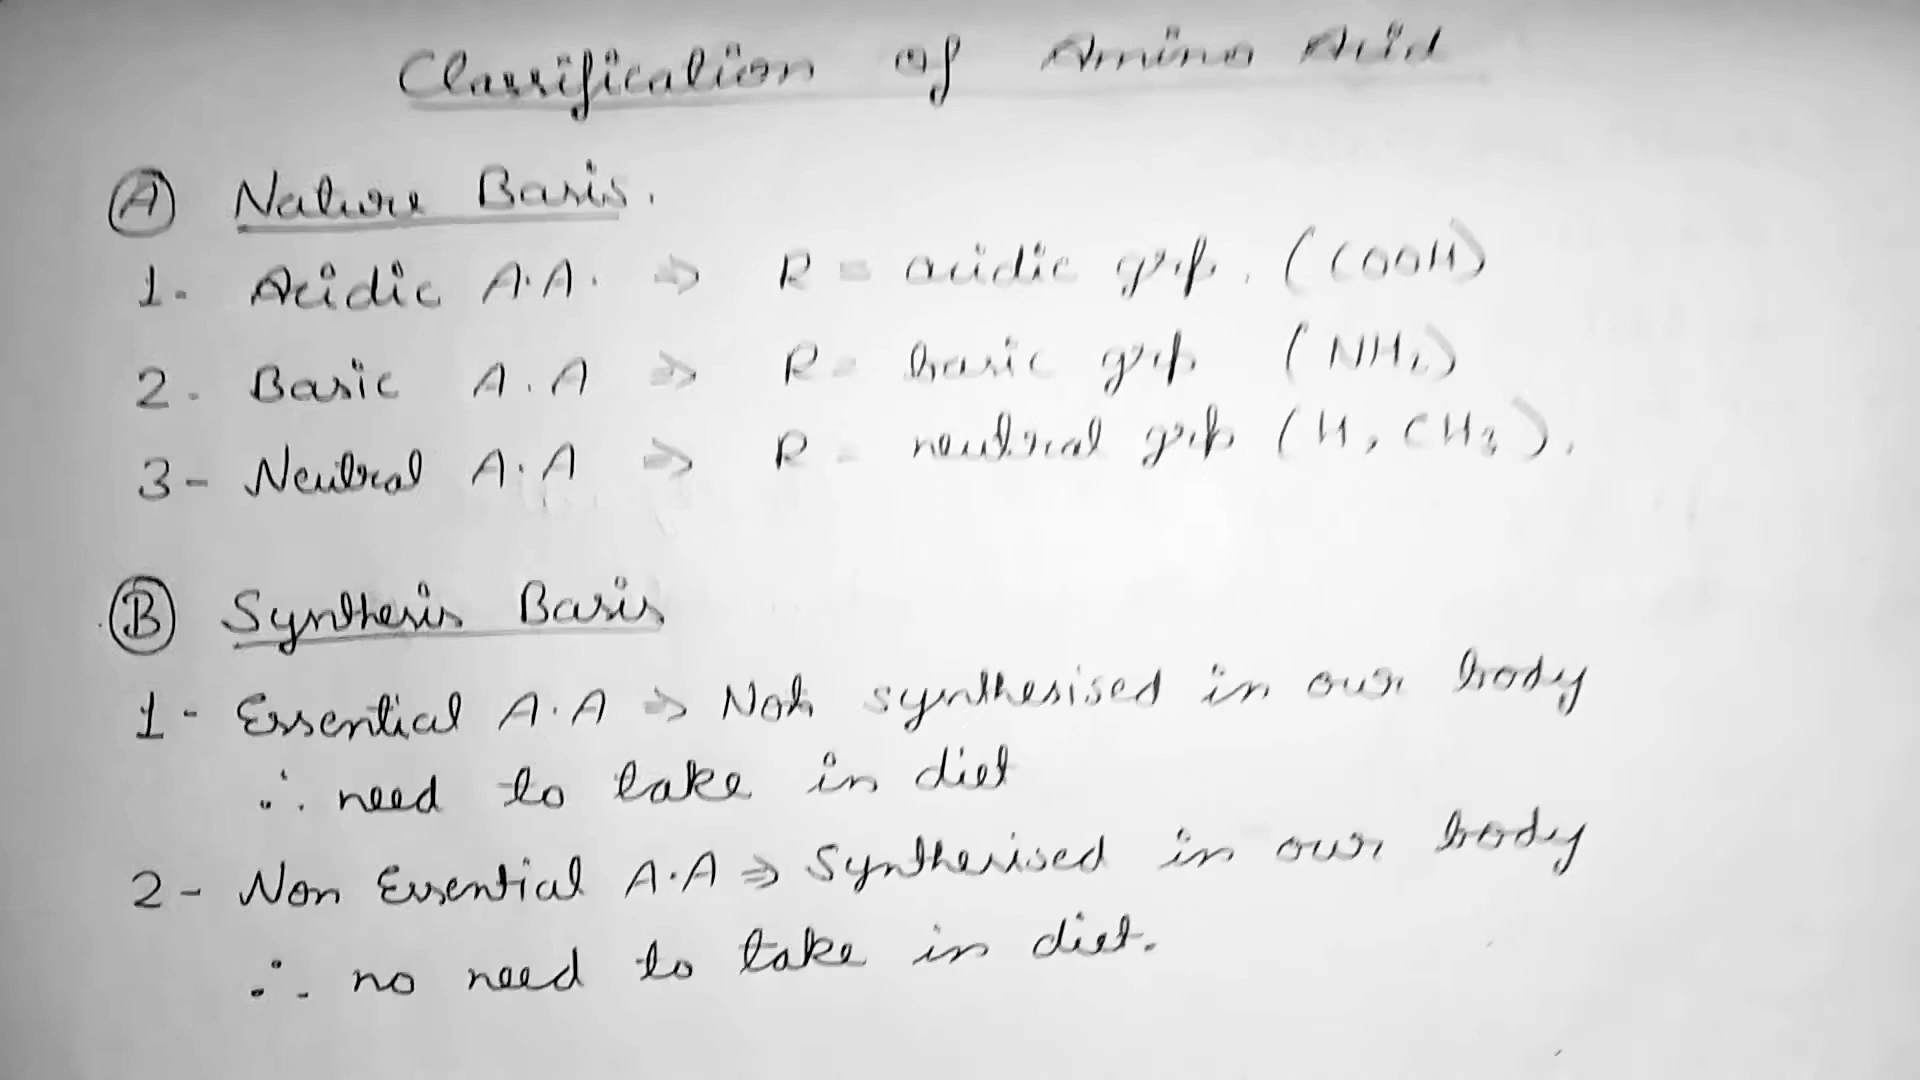 Classification of Amino Acid
(A) Nature Basis.
1. Acidic A.A. ⇒ R = acidic grp. (COOH)
2. Basic A.A ⇒ R = basic grp (NH₂)
3- Neutral A.A ⇒ R = neutral grp (H, CH₃).
(B) Synthesis Basis
1- Essential A.A ⇒ Not synthesised in our body
∴ need to take in diet
2- Non Essential A.A ⇒ Synthesised in our body
∴ no need to take in diet.